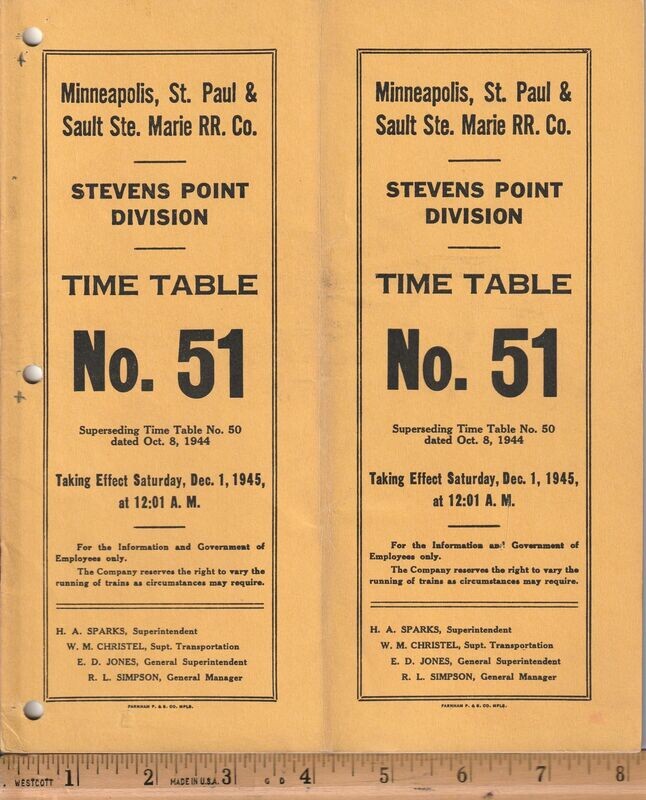 Minneapolis, St. Paul &
Sault Ste. Marie RR. Co.
STEVENS POINT
DIVISION
TIME TABLE
No. 51
Superseding Time Table No. 50
dated Oct. 8, 1944
Taking Effect Saturday, Dec. 1, 1945,
at 12:01 A. M.
For the Information and Government of
Employees only.
The Company reserves the right to vary the
running of trains as circumstances may require.
H. A. SPARKS, Superintendent
W. M. CHRISTEL, Supt. Transportation
E. D. JONES, General Superintendent
R. L. SIMPSON, General Manager
FARNHAM P. & S. CO. MPLS.
Minneapolis, St. Paul &
Sault Ste. Marie RR. Co.
STEVENS POINT
DIVISION
TIME TABLE
No. 51
Superseding Time Table No. 50
dated Oct. 8, 1944
Taking Effect Saturday, Dec. 1, 1945,
at 12:01 A. M.
For the Information and Government of
Employees only.
The Company reserves the right to vary the
running of trains as circumstances may require.
H. A. SPARKS, Superintendent
W. M. CHRISTEL, Supt. Transportation
E. D. JONES, General Superintendent
R. L. SIMPSON, General Manager
FARNHAM P. & S. CO. MPLS.
WESTCOTT 1 2 MADE IN U.S.A. 3 G D 4 5 6 7 8